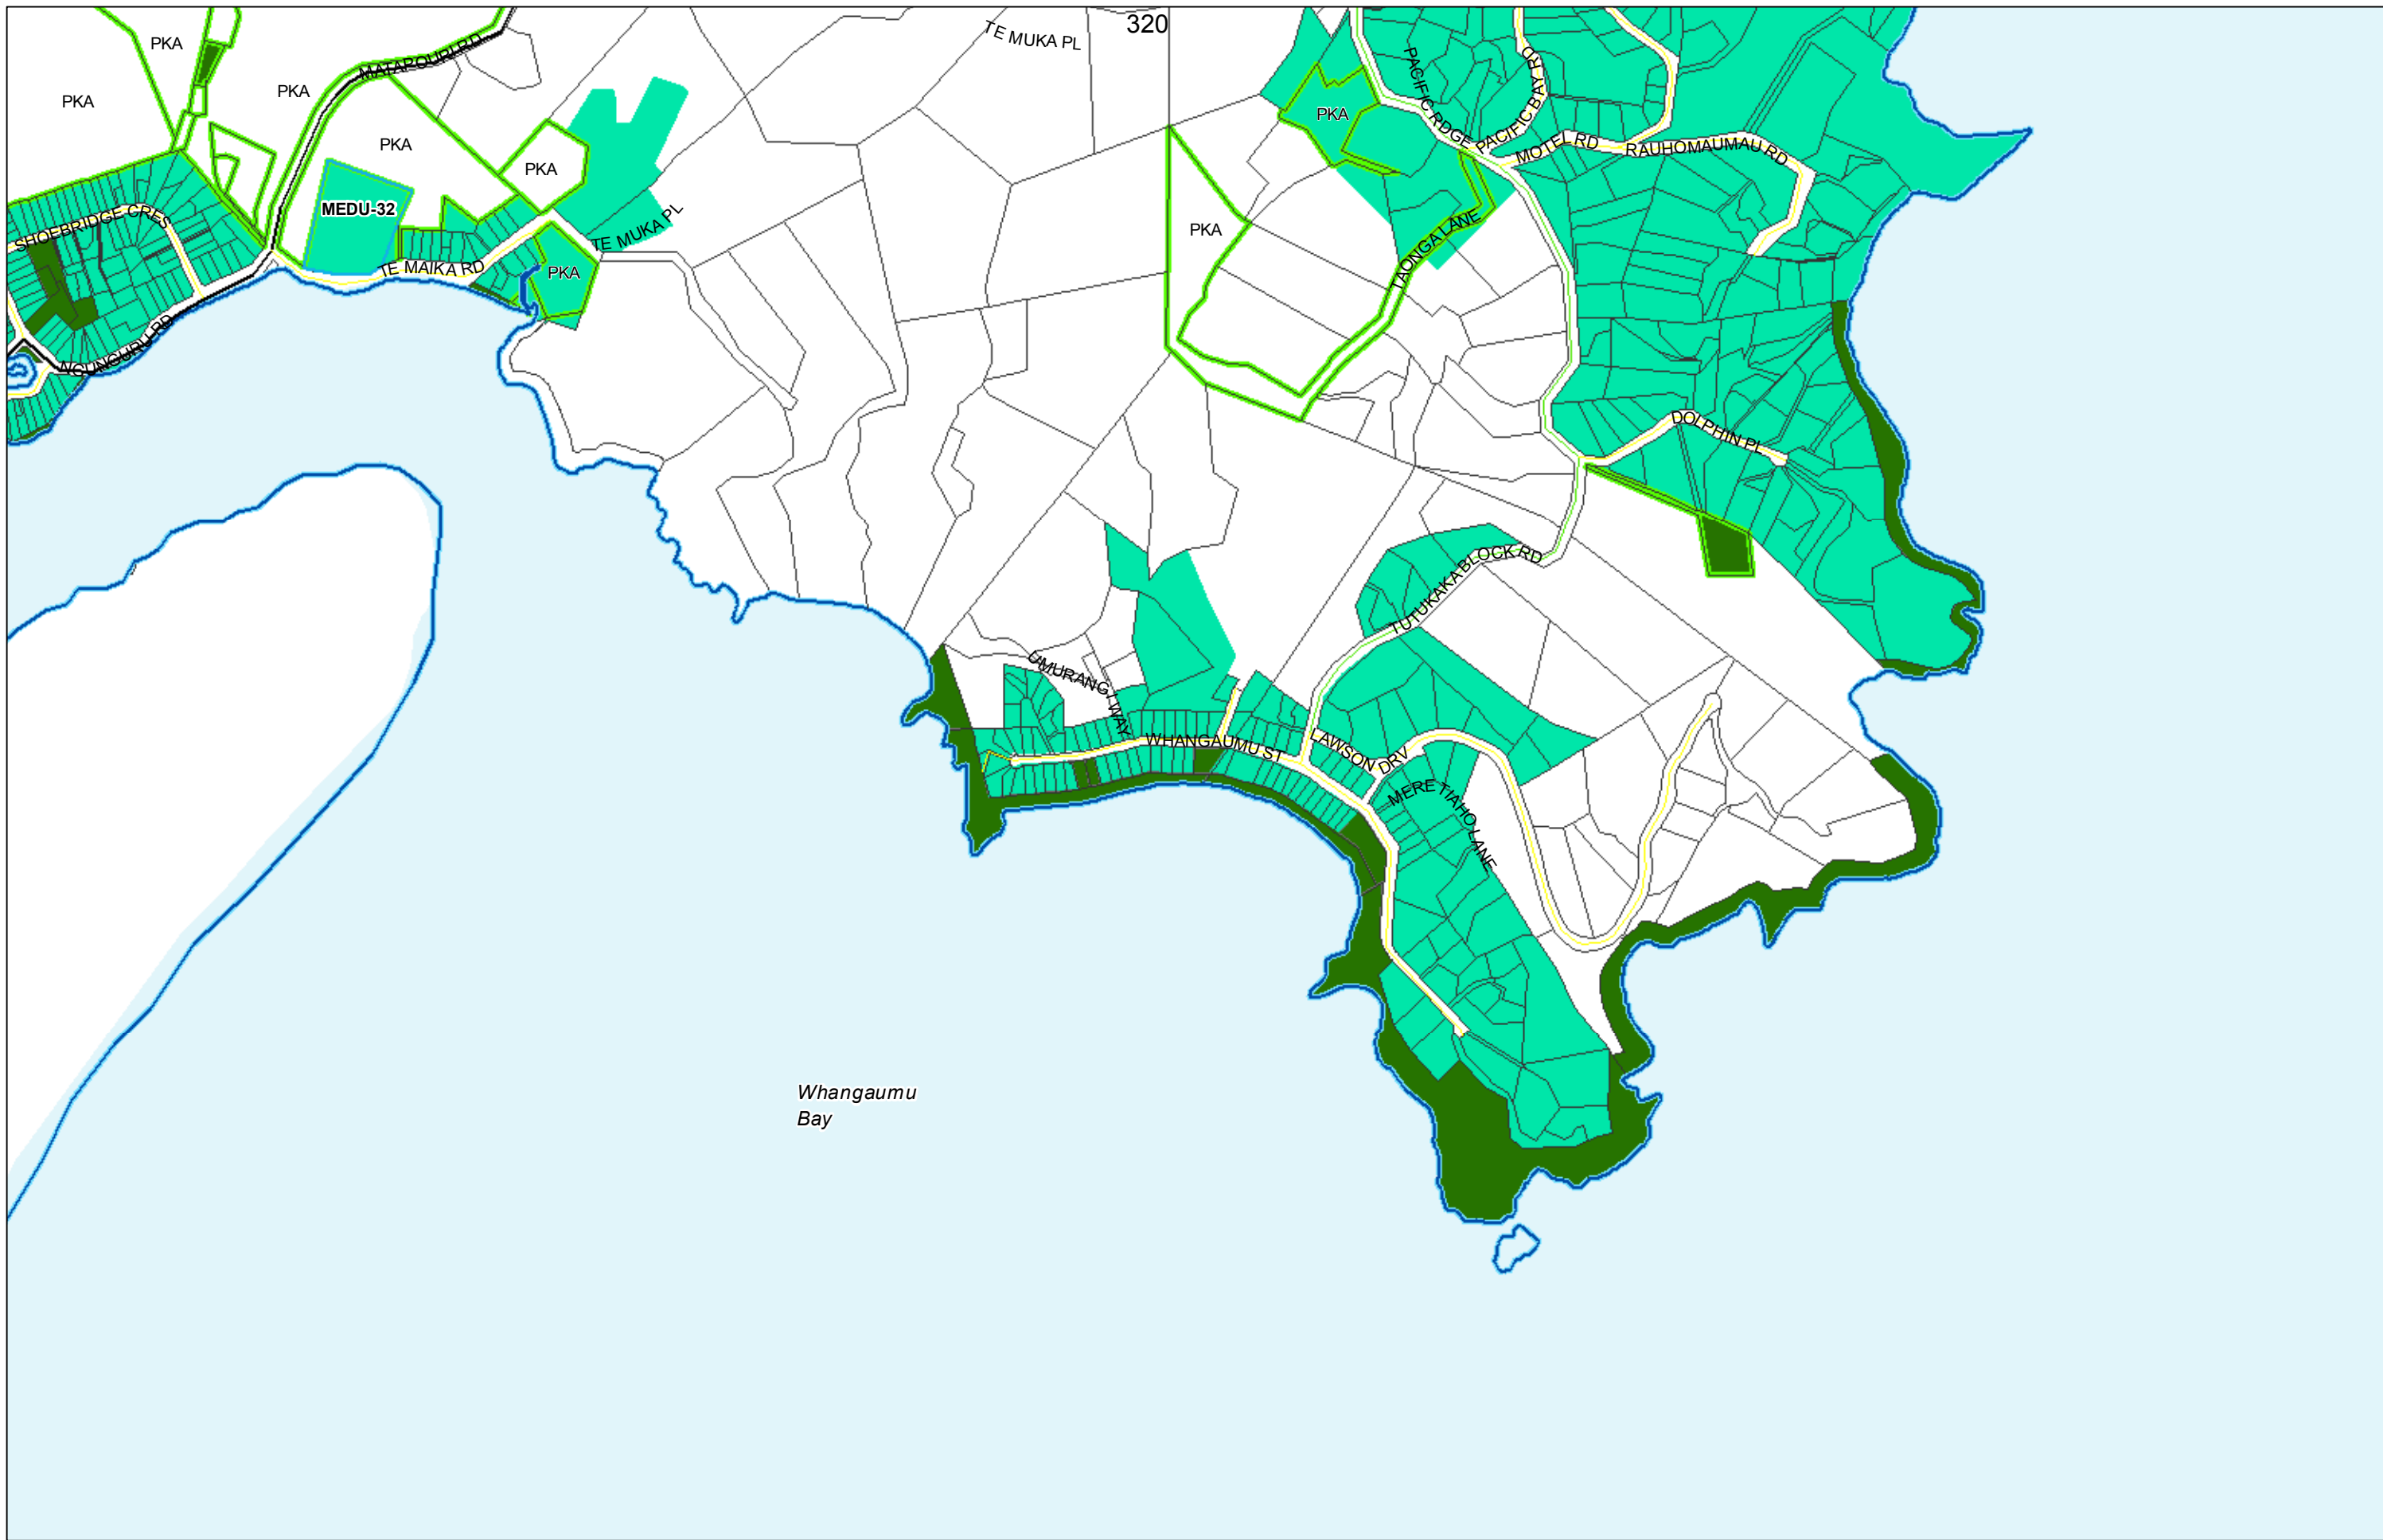 320
TE MUKA PL
PKA
MATAPOURI RD
PKA
PKA
PACIFIC RDGE
PACIFIC BAY RD
PKA
PKA
PKA
MOTEL RD
RAUHOMAUMAU RD
MEDU-32
SHOEBRIDGE CRES
TE MUKA PL
TAONGA LANE
PKA
TE MAIKA RD
PKA
NGUNGURU RD
DOLPHIN PL
TUTUKAKA BLOCK RD
UMURANGI WAY
WHANGAUMU ST
LAWSON DRV
MERE TIAHO LANE
Whangaumu
Bay